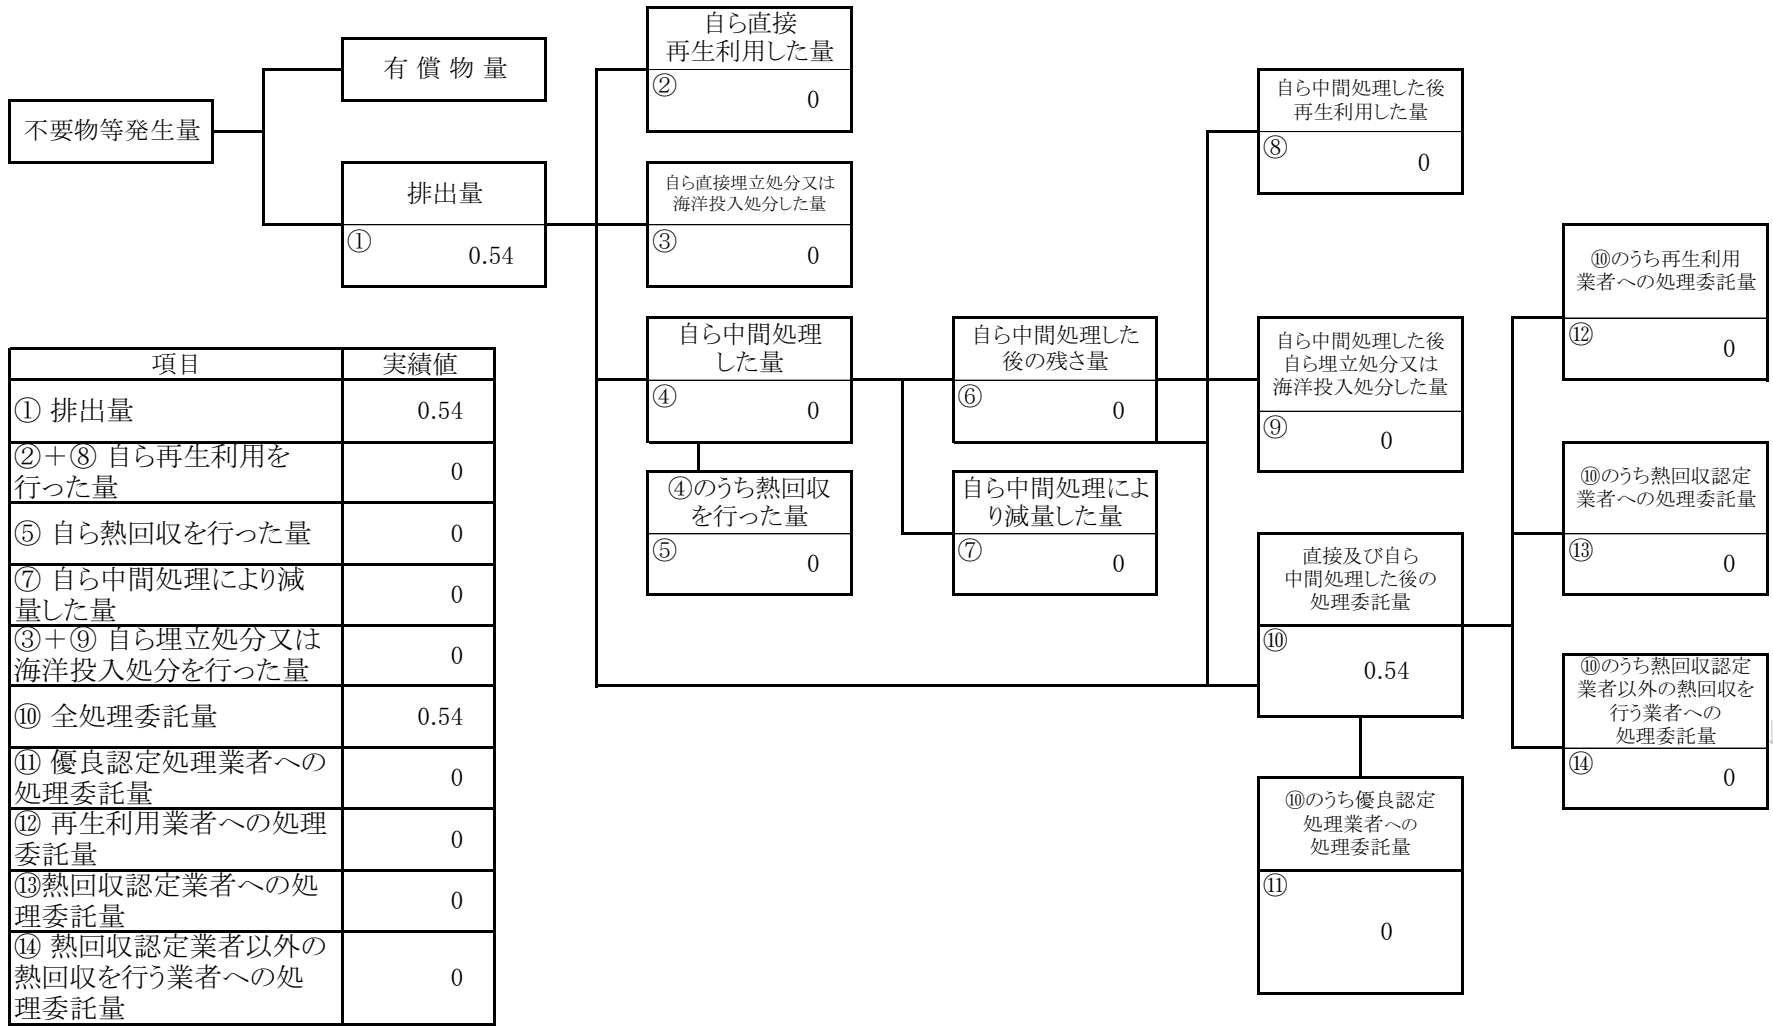 不要物等発生量
有 償 物 量
排出量
①
0.54
自ら直接
再生利用した量
②
0
自ら直接埋立処分又は
海洋投入処分した量
③
0
自ら中間処理
した量
④
0
④のうち熱回収
を行った量
⑤
0
自ら中間処理した
後の残さ量
⑥
0
自ら中間処理によ
り減量した量
⑦
0
自ら中間処理した後
再生利用した量
⑧
0
自ら中間処理した後
自ら埋立処分又は
海洋投入処分した量
⑨
0
直接及び自ら
中間処理した後の
処理委託量
⑩
0.54
⑩のうち優良認定
処理業者への
処理委託量
⑪
0
⑩のうち再生利用
業者への処理委託量
⑫
0
⑩のうち熱回収認定
業者への処理委託量
⑬
0
⑩のうち熱回収認定
業者以外の熱回収を
行う業者への
処理委託量
⑭
0
項目 実績値
① 排出量 0.54
②＋⑧ 自ら再生利用を
行った量 0
⑤ 自ら熱回収を行った量 0
⑦ 自ら中間処理により減
量した量 0
③＋⑨ 自ら埋立処分又は
海洋投入処分を行った量 0
⑩ 全処理委託量 0.54
⑪ 優良認定処理業者への
処理委託量 0
⑫ 再生利用業者への処理
委託量 0
⑬熱回収認定業者への処
理委託量 0
⑭ 熱回収認定業者以外の
熱回収を行う業者への処
理委託量 0